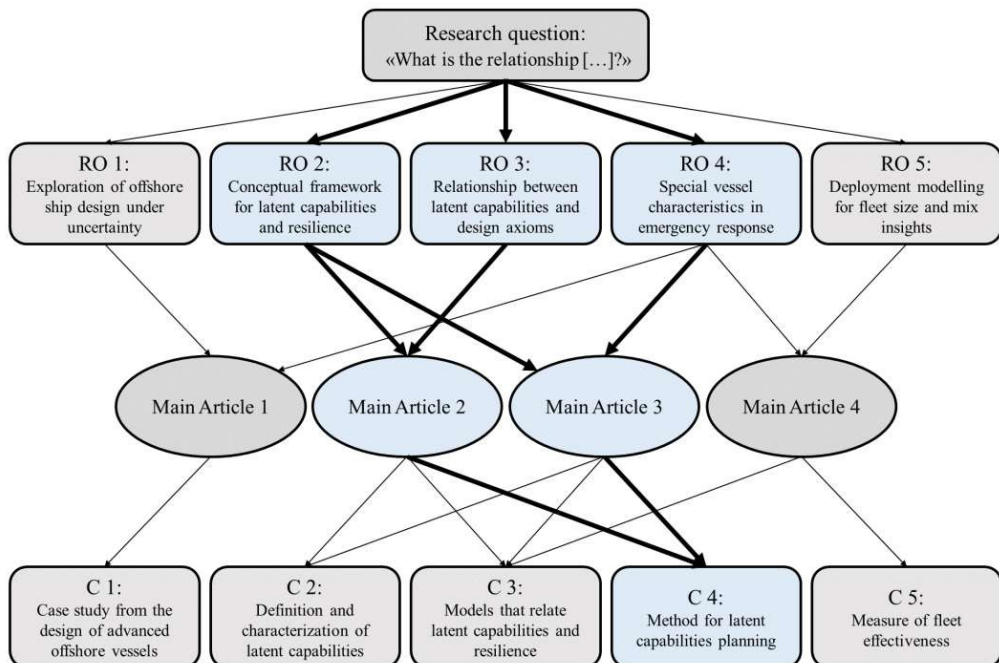 Research question:
«What is the relationship […]?»
RO 1:
Exploration of offshore
ship design under
uncertainty
RO 2:
Conceptual framework
for latent capabilities
and resilience
RO 3:
Relationship between
latent capabilities and
design axioms
RO 4:
Special vessel
characteristics in
emergency response
RO 5:
Deployment modelling
for fleet size and mix
insights
Main Article 1
Main Article 2
Main Article 3
Main Article 4
C 1:
Case study from the
design of advanced
offshore vessels
C 2:
Definition and
characterization of
latent capabilities
C 3:
Models that relate
latent capabilities and
resilience
C 4:
Method for latent
capabilities planning
C 5:
Measure of fleet
effectiveness